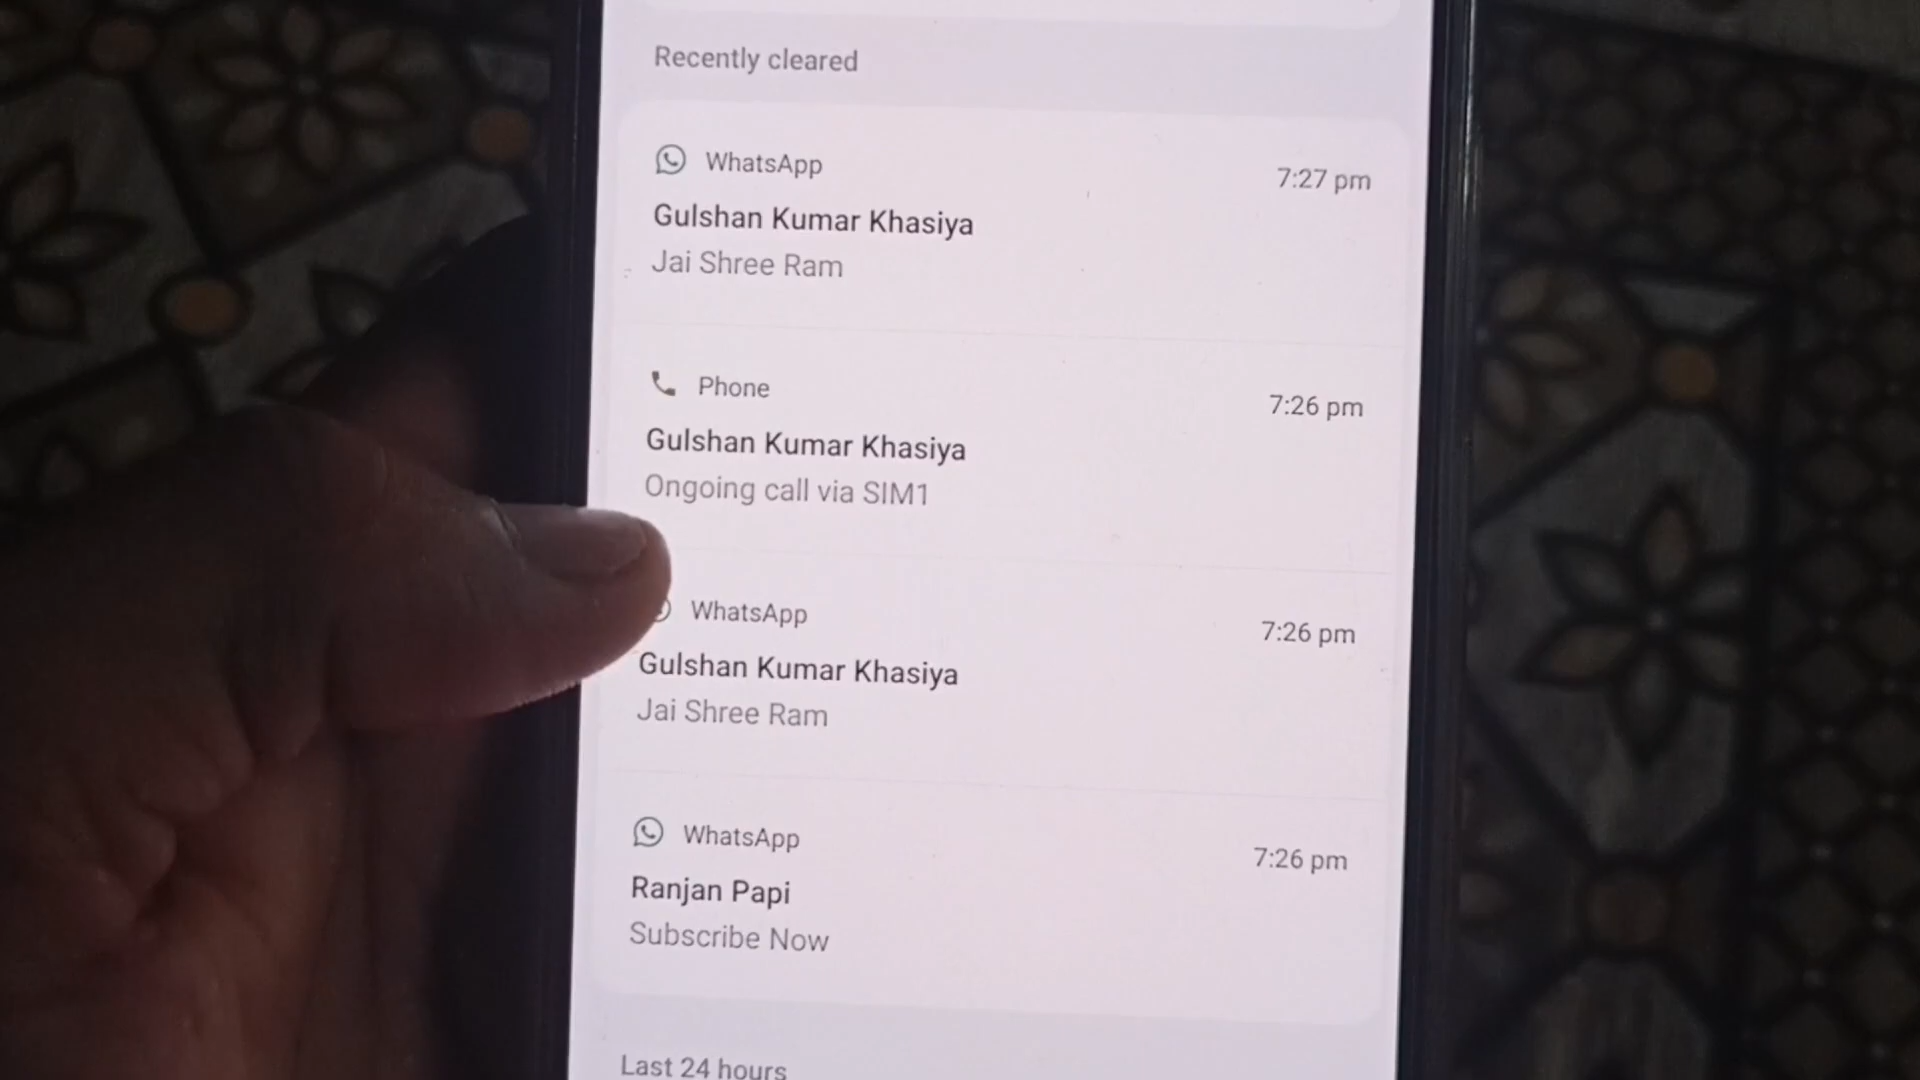 Recently cleared
WhatsApp
7:27 pm
Gulshan Kumar Khasiya
Jai Shree Ram
Phone
7:26 pm
Gulshan Kumar Khasiya
Ongoing call via SIM1
WhatsApp
7:26 pm
Gulshan Kumar Khasiya
Jai Shree Ram
WhatsApp
7:26 pm
Ranjan Papi
Subscribe Now
Last 24 hours